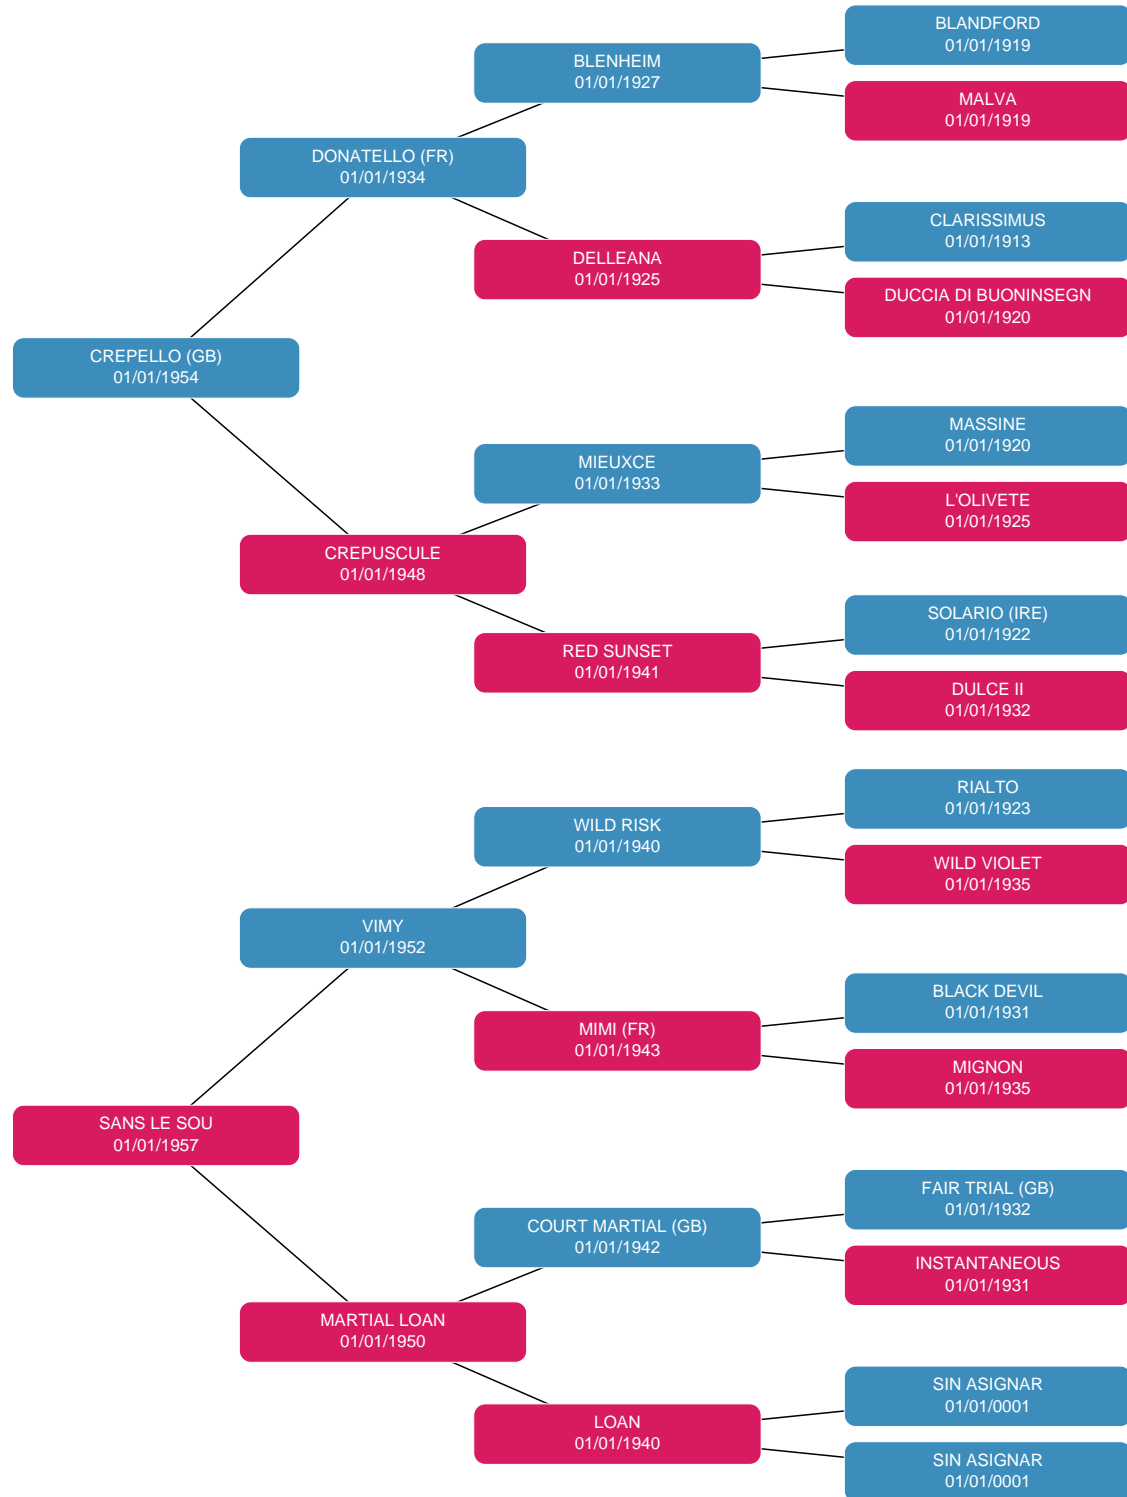 BLANDFORD
01/01/1919
BLENHEIM
01/01/1927
MALVA
01/01/1919
DONATELLO (FR)
01/01/1934
CLARISSIMUS
01/01/1913
DELLEANA
01/01/1925
DUCCIA DI BUONINSEGN
01/01/1920
CREPELLO (GB)
01/01/1954
MASSINE
01/01/1920
MIEUXCE
01/01/1933
L'OLIVETE
01/01/1925
CREPUSCULE
01/01/1948
SOLARIO (IRE)
01/01/1922
RED SUNSET
01/01/1941
DULCE II
01/01/1932
RIALTO
01/01/1923
WILD RISK
01/01/1940
WILD VIOLET
01/01/1935
VIMY
01/01/1952
BLACK DEVIL
01/01/1931
MIMI (FR)
01/01/1943
MIGNON
01/01/1935
SANS LE SOU
01/01/1957
FAIR TRIAL (GB)
01/01/1932
COURT MARTIAL (GB)
01/01/1942
INSTANTANEOUS
01/01/1931
MARTIAL LOAN
01/01/1950
SIN ASIGNAR
01/01/0001
LOAN
01/01/1940
SIN ASIGNAR
01/01/0001